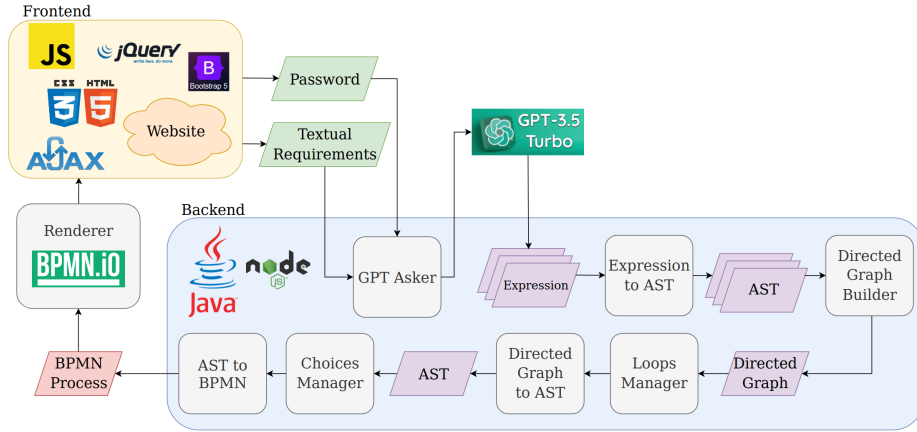 Frontend
JS
jQuery
write less, do more.
B
Bootstrap 5
CSS
HTML
3
5
Website
AJAX
Password
Textual
Requirements
GPT-3.5
Turbo
Renderer
BPMN.iO
Backend
Java
node
JS
GPT Asker
Expression
Expression
to AST
AST
Directed
Graph
Builder
BPMN
Process
AST to
BPMN
Choices
Manager
AST
Directed
Graph
to AST
Loops
Manager
Directed
Graph